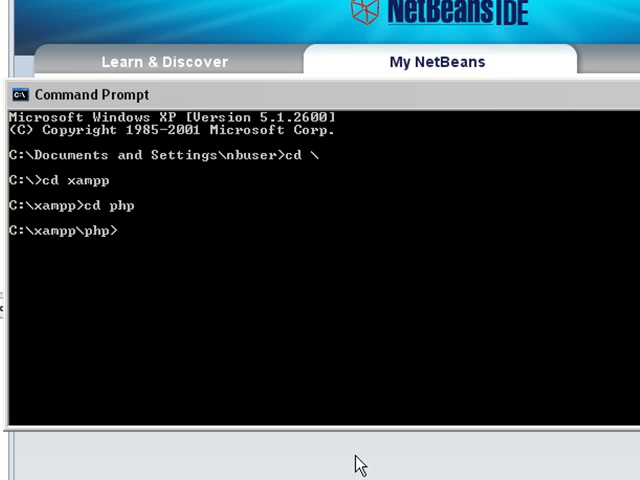 NetBeans IDE
Learn & Discover
My NetBeans
C:\
Command Prompt
Microsoft Windows XP [Version 5.1.2600]
(C) Copyright 1985-2001 Microsoft Corp.
C:\Documents and Settings\nbuser>cd \
C:\>cd xampp
C:\xampp>cd php
C:\xampp\php>